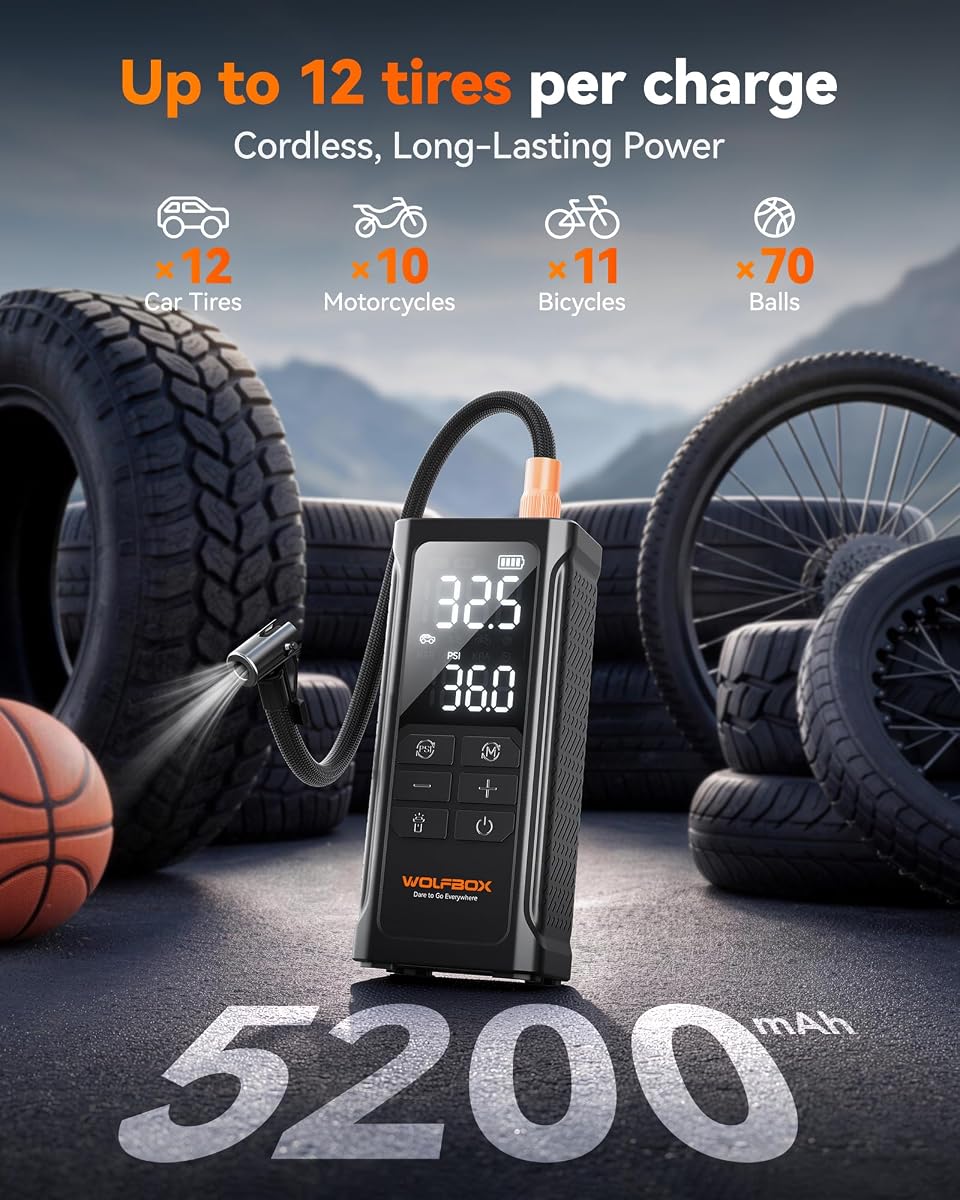 Up to 12 tires per charge
Cordless, Long-Lasting Power
×12
Car Tires
×10
Motorcycles
×11
Bicycles
×70
Balls
32.5
PSI
36.0
PSI
M
WOLFBOX
Dare to Go Everywhere
5200mAh